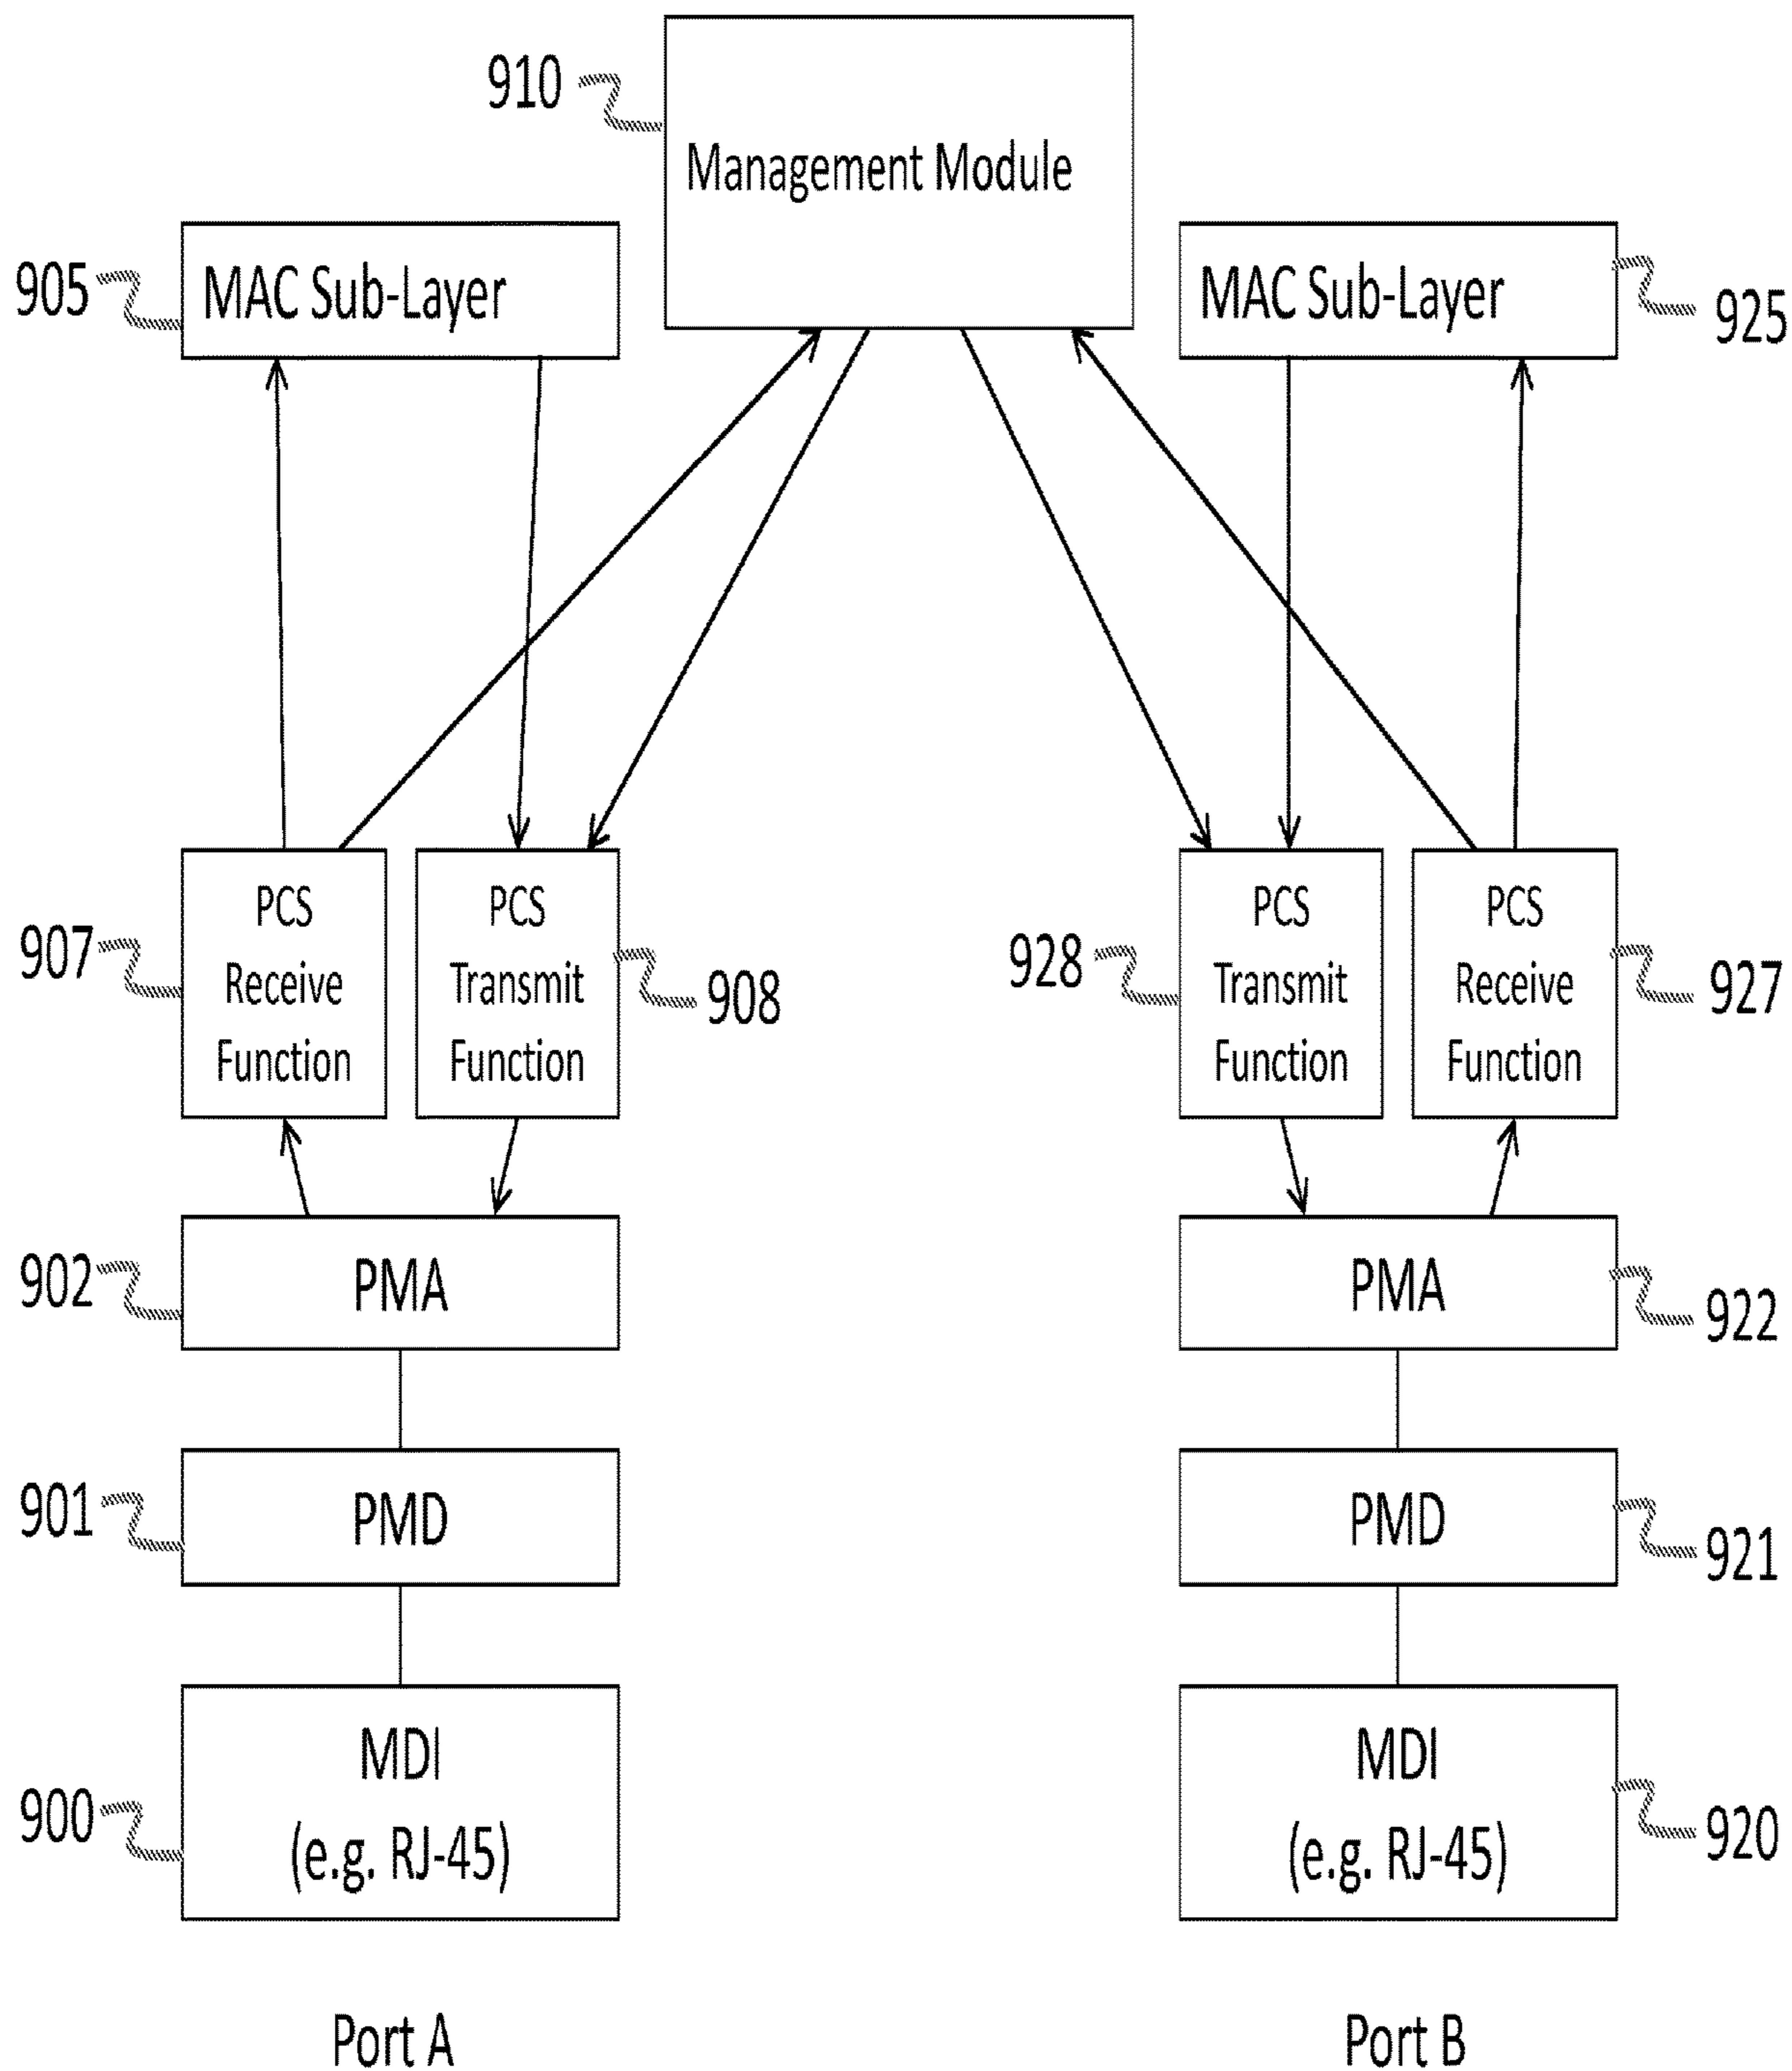 910
Management Module
905
MAC Sub-Layer
MAC Sub-Layer
925
907
PCS
Receive
Function
PCS
Transmit
Function
908
928
PCS
Transmit
Function
PCS
Receive
Function
927
902
PMA
PMA
922
901
PMD
PMD
921
900
MDI
(e.g. RJ-45)
MDI
(e.g. RJ-45)
920
Port A
Port B